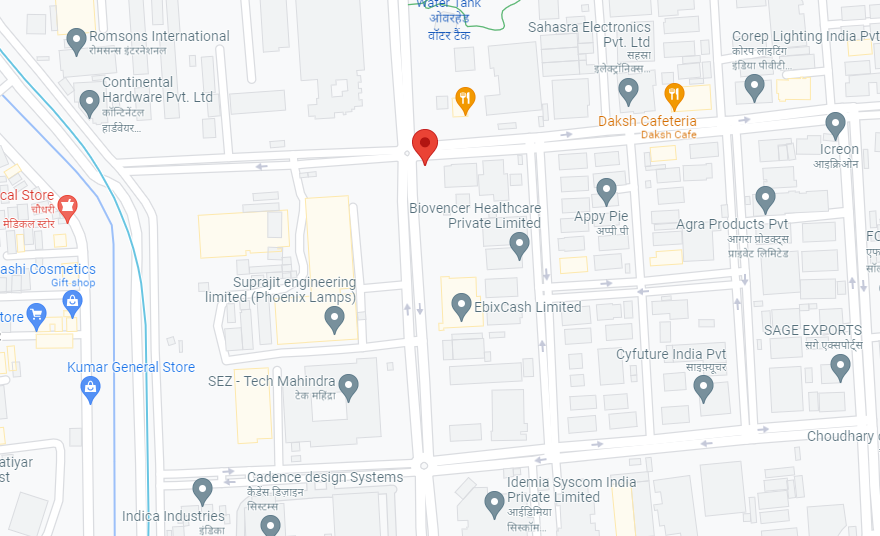 Water Tank
ओवरहेड
वॉटर टैंक
Romsons International
रोमसन्स इंटरनेशनल
Sahasra Electronics
Pvt. Ltd
सहस्रा
इलेक्ट्रॉनिक्स...
Corep Lighting India Pvt
कोरप लाइटिंग
इंडिया पीवीटी...
Continental
Hardware Pvt. Ltd
कॉन्टिनेंटल
हार्डवेयर...
Daksh Cafeteria
Daksh Cafe
Icreon
आइक्रिओन
cal Store
चौधरी
मेडिकल स्टोर
Biovencer Healthcare
Private Limited
Appy Pie
अप्पी पी
Agra Products Pvt
आगरा प्रोडक्ट्स
प्राइवेट लिमिटेड
FO
एफ
सॉल
ashi Cosmetics
Gift shop
Suprajit engineering
limited (Phoenix Lamps)
tore
EbixCash Limited
SAGE EXPORTS
सगे एक्सपोर्ट्स
Cyfuture India Pvt
साइफ़्यूचर
Kumar General Store
SEZ - Tech Mahindra
टेक महिंद्रा
Choudhary
atiyar
st
Cadence design Systems
कैडेंस डिज़ाइन
सिस्टम्स
Idemia Syscom India
Private Limited
आईडिमिया
सिस्कॉम...
Indica Industries
इंडिका